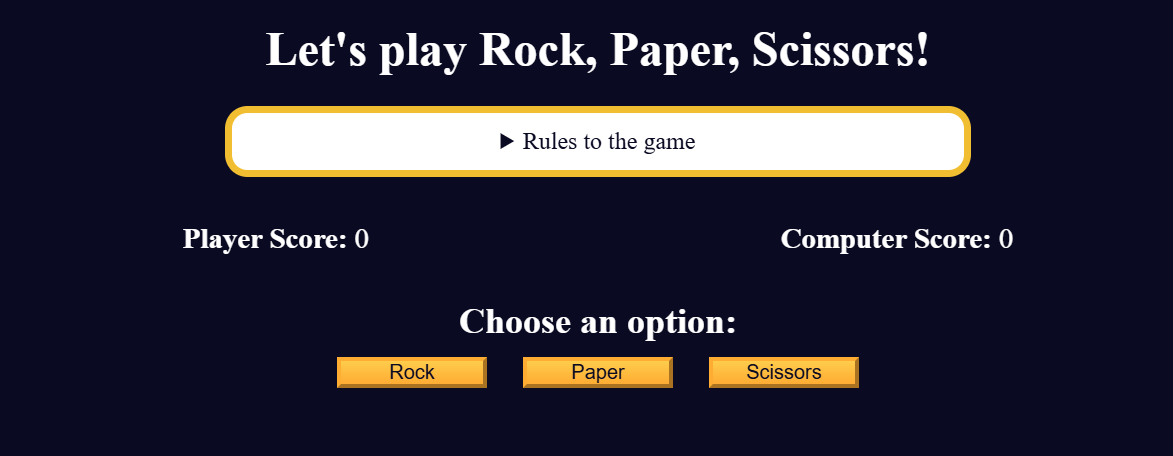 Let's play Rock, Paper, Scissors!
▶ Rules to the game
Player Score: 0 Computer Score: 0
Choose an option:
Rock Paper Scissors